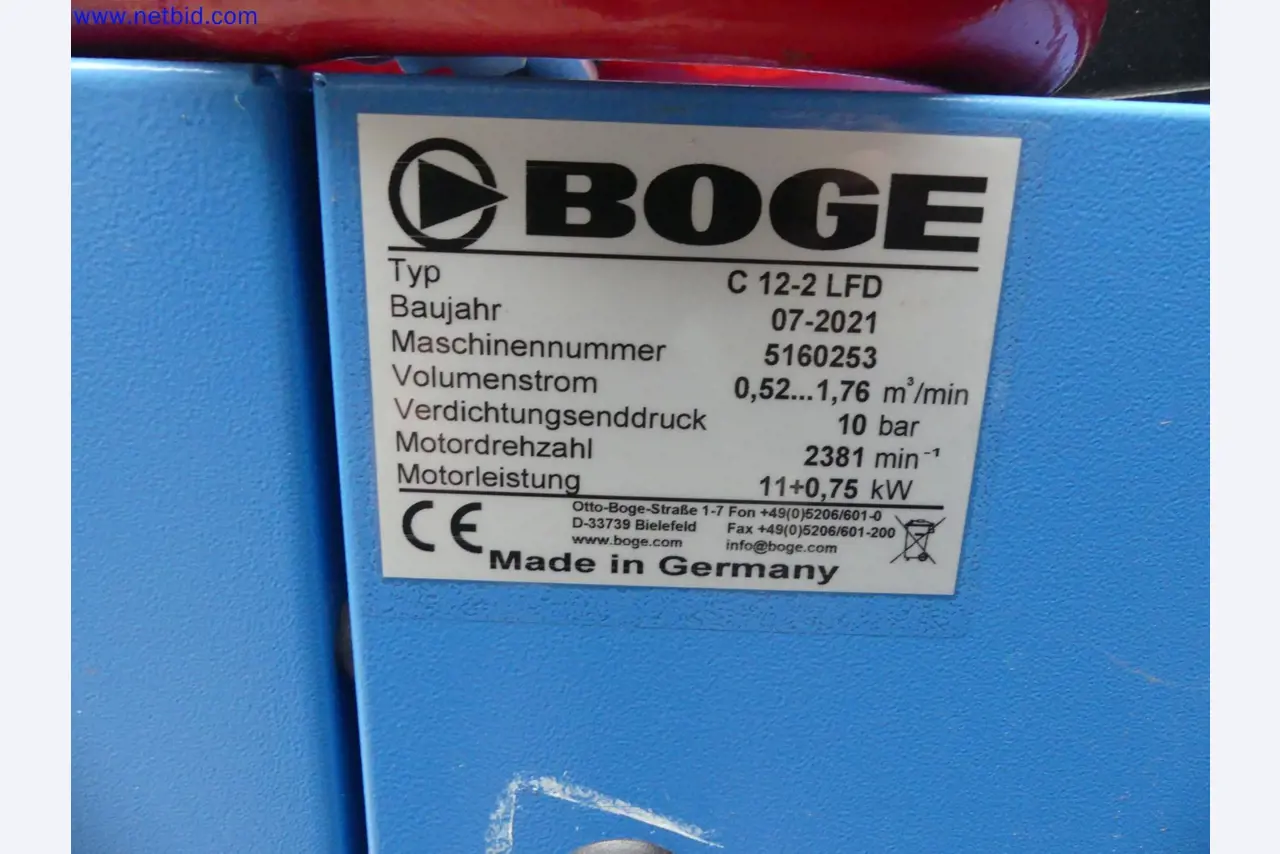 www.netbid.com
BOGE
Typ C 12-2 LFD
Baujahr 07-2021
Maschinennummer 5160253
Volumenstrom 0,52...1,76 m³/min
Verdichtungsenddruck 10 bar
Motordrehzahl 2381 min⁻¹
Motorleistung 11+0,75 kW
CE
Otto-Boge-Straße 1-7 Fon +49(0)5206/601-0
D-33739 Bielefeld Fax +49(0)5206/601-200
www.boge.com info@boge.com
Made in Germany